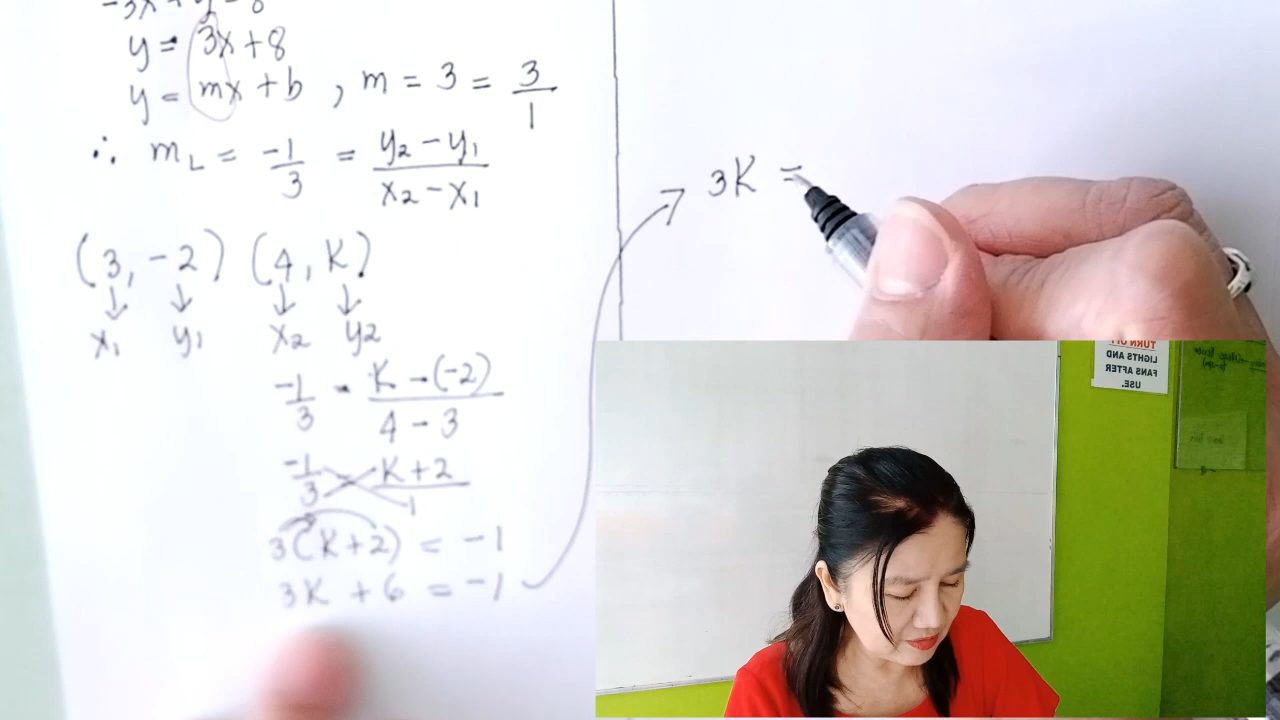 -3x + y = 8
y = 3x + 8
y = mx + b , m = 3 = 3/1
∴ m⊥ = -1/3 = y₂ - y₁ / x₂ - x₁
(3, -2) (4, K)
↓ ↓ ↓ ↓
x₁ y₁ x₂ y₂
-1/3 = K - (-2) / 4 - 3
-1/3 K + 2 / 1
3(K + 2) = -1
3K + 6 = -1
3K =
TURN OFF
LIGHTS AND
FANS AFTER
USE.